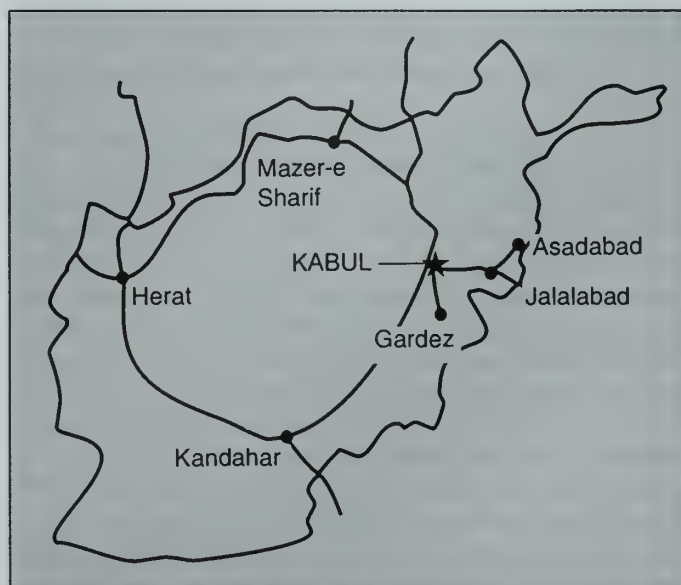 Mazer-e
Sharif
KABUL
Asadabad
Jalalabad
Herat
Gardez
Kandahar